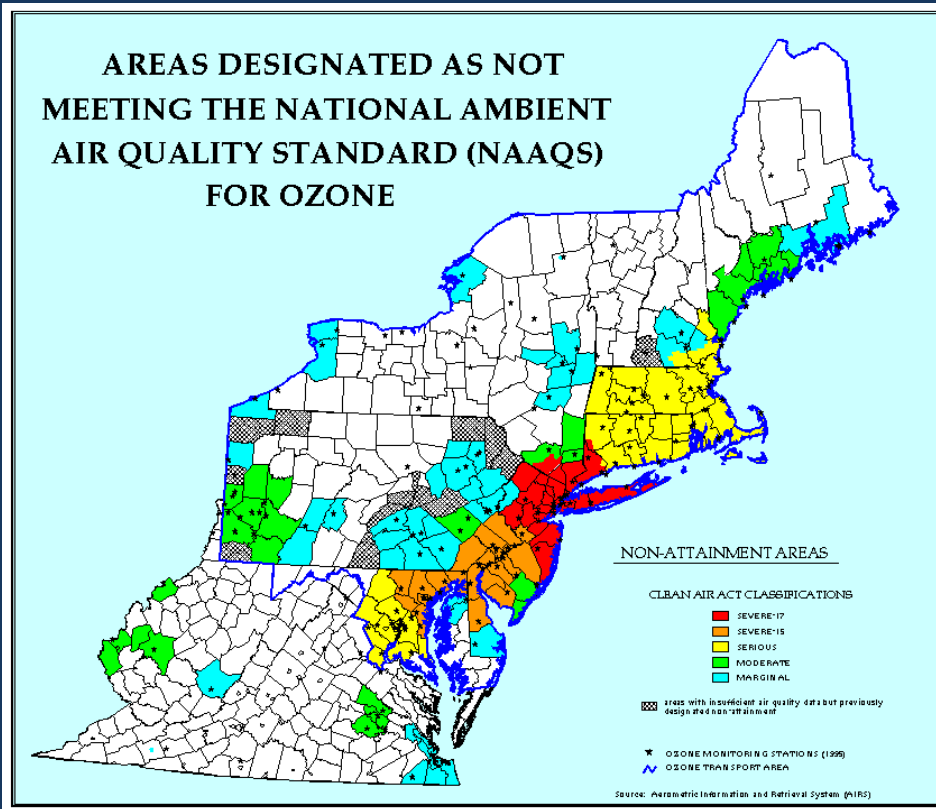 AREAS DESIGNATED AS NOT
MEETING THE NATIONAL AMBIENT
AIR QUALITY STANDARD (NAAQS)
FOR OZONE
NON-ATTAINMENT AREAS
CLEAN AIR ACT CLASSIFICATIONS
SEVERE-17
SEVERE-15
SERIOUS
MODERATE
MARGINAL
areas with insufficient air quality data but previously
designated non-attainment
OZONE MONITORING STATIONS (1995)
OZONE TRANSPORT AREA
Source: Aerometric Information and Retrieval System (AIRS)